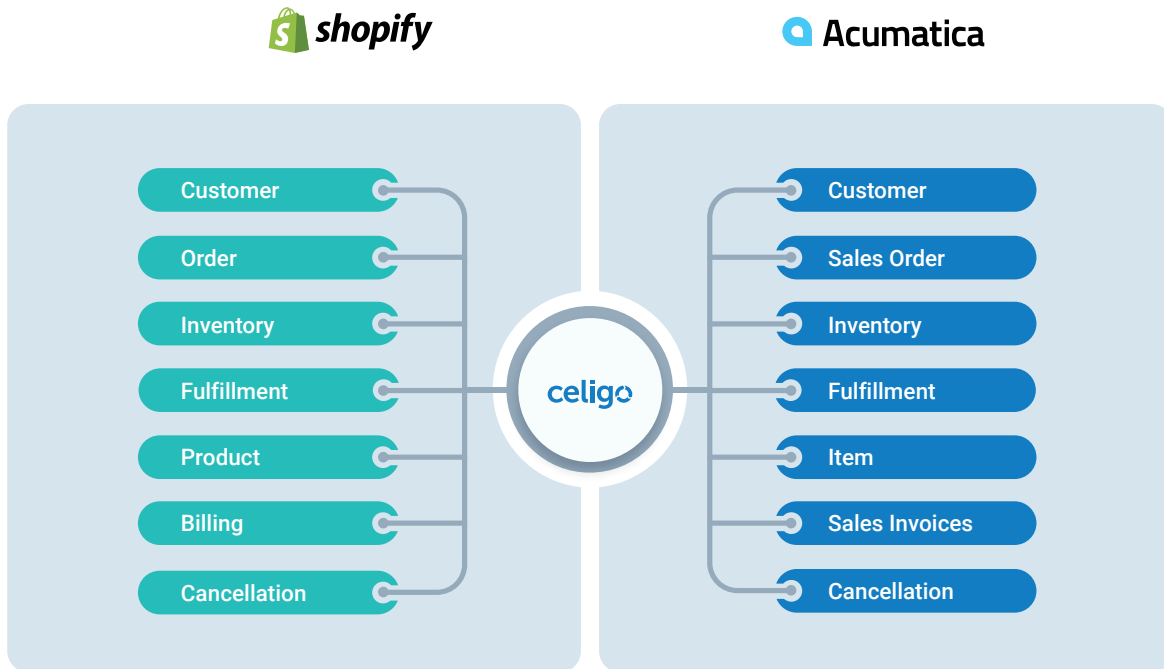 shopify
Acumatica
Customer
Order
Inventory
Fulfillment
Product
Billing
Cancellation
celigo
Customer
Sales Order
Inventory
Fulfillment
Item
Sales Invoices
Cancellation